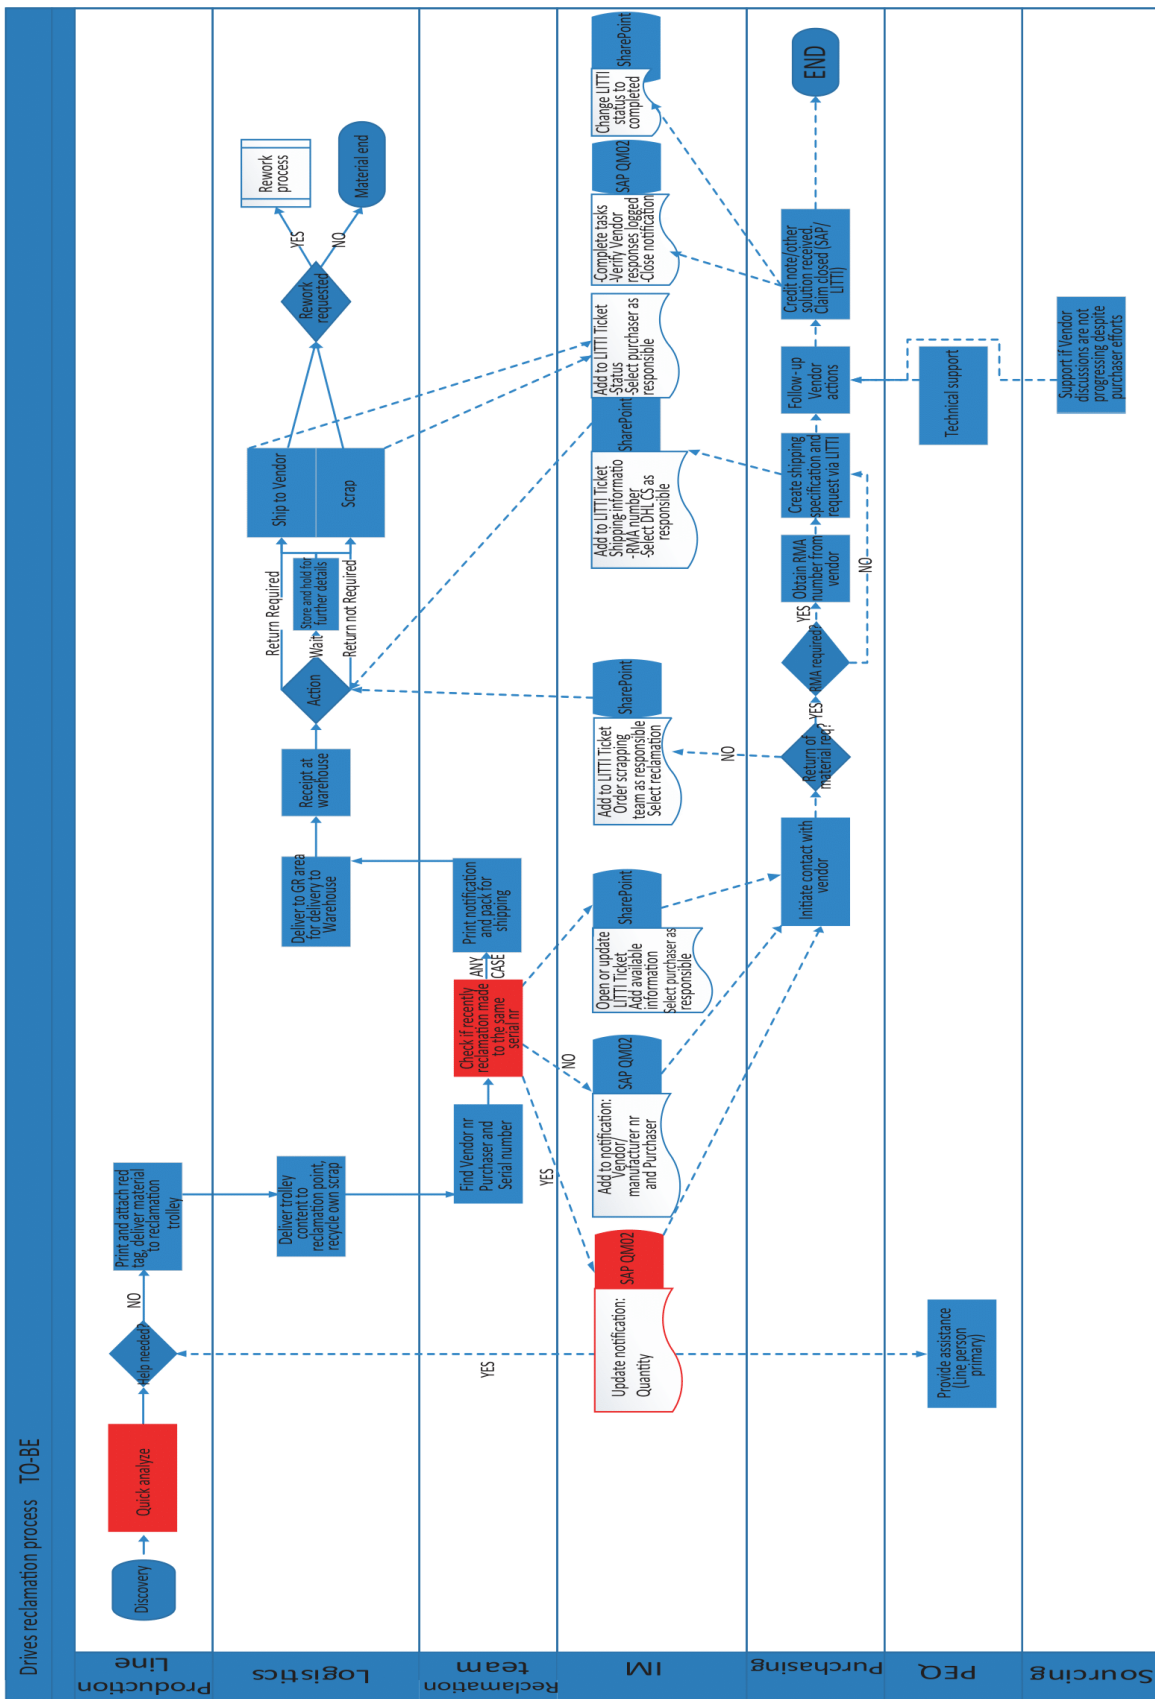 Drives reclamation process TO-BE
Production
Line
Discovery
Quick analyze
Help needed?
NO
YES
Print and attach red
tag, deliver material
to reclamation
trolley
Logistics
Deliver trolley
content to
reclamation point,
recycle own scrap
Deliver to GR area
for delivery to
Warehouse
Receipt at
warehouse
Action
Return Required
Wait
Return not Required
Store and hold for
further details
Ship to Vendor
Scrap
Rework
requested
YES
NO
Rework
process
Material end
Reclamation
team
Find Vendor nr
Purchaser and
Serial number
Check if recently
reclamation made
to the same
serial nr
ANY
CASE
YES
NO
Print notification
and pack for
shipping
IM
Update notification:
Quantity
SAP QM02
Add to notification:
Vendor/
manufacturer nr
and Purchaser
SAP QM02
Open or update
LITTI Ticket
Add available
information
Select purchaser as
responsible
SharePoint
Add to LITTI Ticket
Order scrapping
team as responsible
Select reclamation
SharePoint
Add to LITTI Ticket
Shipping informatio
-RMA number
-Select DHL CS as
responsible
SharePoint
Add to LITTI Ticket
-Status
-Select purchaser as
responsible
-Complete tasks
-Verify Vendor
responses logged
-Close notification
SAP QM02
Change LITTI
status to
completed
SharePoint
Purchasing
Initiate contact with
vendor
Return of
material req?
NO
YES
RMA required?
YES
NO
Obtain RMA
number from
vendor
Create shipping
specification and
request via LITTI
Follow-up
Vendor
actions
Credit note/other
solution received.
Claim closed (SAP/
LITTI)
END
PEQ
Provide assistance
(Line person
primary)
Technical support
Sourcing
Support if Vendor
discussions are not
progressing despite
purchaser efforts